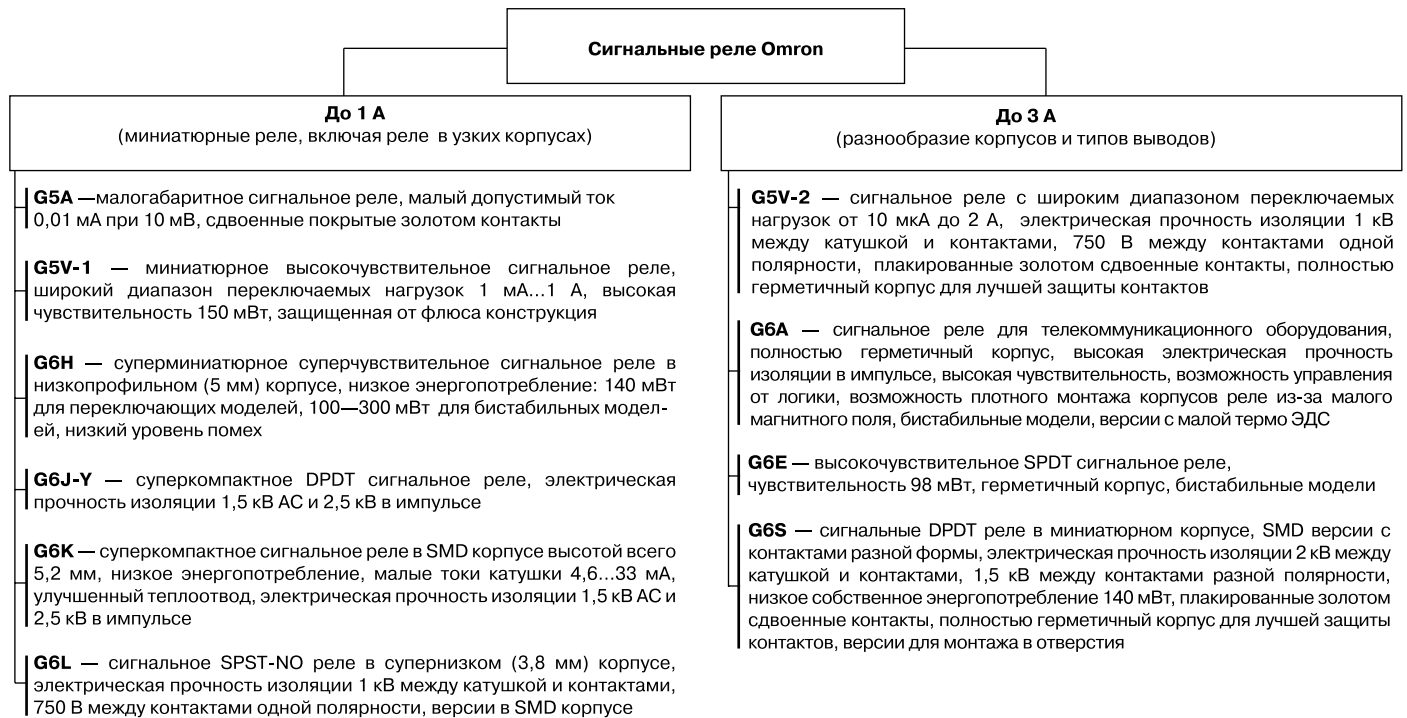 Сигнальные реле Omron
До 1 А
(миниатюрные реле, включая реле в узких корпусах)
G5A —малогабаритное сигнальное реле, малый допустимый ток
0,01 мА при 10 мВ, сдвоенные покрытые золотом контакты
G5V-1 — миниатюрное высокочувствительное сигнальное реле,
широкий диапазон переключаемых нагрузок 1 мА...1 А, высокая
чувствительность 150 мВт, защищенная от флюса конструкция
G6H — суперминиатюрное суперчувствительное сигнальное реле в
низкопрофильном (5 мм) корпусе, низкое энергопотребление: 140 мВт
для переключающих моделей, 100—300 мВт для бистабильных модел-
ей, низкий уровень помех
G6J-Y — суперкомпактное DPDT сигнальное реле, электрическая
прочность изоляции 1,5 кВ АС и 2,5 кВ в импульсе
G6K — суперкомпактное сигнальное реле в SMD корпусе высотой всего
5,2 мм, низкое энергопотребление, малые токи катушки 4,6...33 мА,
улучшенный теплоотвод, электрическая прочность изоляции 1,5 кВ АС и
2,5 кВ в импульсе
G6L — сигнальное SPST-NO реле в супернизком (3,8 мм) корпусе,
электрическая прочность изоляции 1 кВ между катушкой и контактами,
750 В между контактами одной полярности, версии в SMD корпусе
До 3 А
(разнообразие корпусов и типов выводов)
G5V-2 — сигнальное реле с широким диапазоном переключаемых
нагрузок от 10 мкА до 2 А, электрическая прочность изоляции 1 кВ
между катушкой и контактами, 750 В между контактами одной
полярности, плакированные золотом сдвоенные контакты, полностью
герметичный корпус для лучшей защиты контактов
G6A — сигнальное реле для телекоммуникационного оборудования,
полностью герметичный корпус, высокая электрическая прочность
изоляции в импульсе, высокая чувствительность, возможность управления
от логики, возможность плотного монтажа корпусов реле из-за малого
магнитного поля, бистабильные модели, версии с малой термо ЭДС
G6E — высокочувствительное SPDT сигнальное реле,
чувствительность 98 мВт, герметичный корпус, бистабильные модели
G6S — сигнальные DPDT реле в миниатюрном корпусе, SMD версии с
контактами разной формы, электрическая прочность изоляции 2 кВ между
катушкой и контактами, 1,5 кВ между контактами разной полярности,
низкое собственное энергопотребление 140 мВт, плакированные золотом
сдвоенные контакты, полностью герметичный корпус для лучшей защиты
контактов, версии для монтажа в отверстия